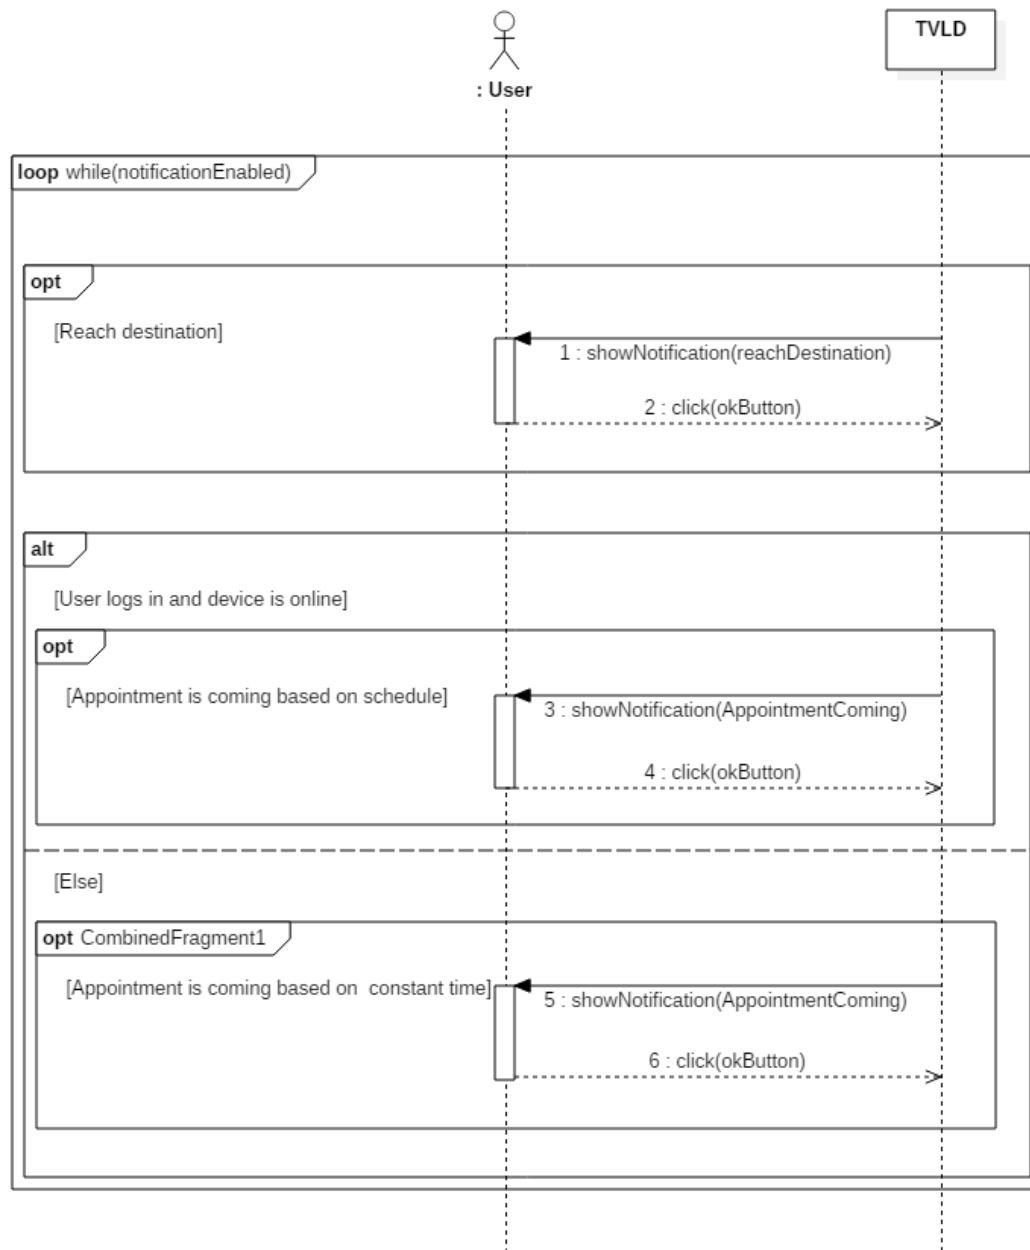 TVLD
: User
loop while(notificationEnabled)
opt
[Reach destination]
1 : showNotification(reachDestination)
2 : click(okButton)
alt
[User logs in and device is online]
opt
[Appointment is coming based on schedule]
3 : showNotification(AppointmentComing)
4 : click(okButton)
[Else]
opt CombinedFragment1
[Appointment is coming based on  constant time]
5 : showNotification(AppointmentComing)
6 : click(okButton)